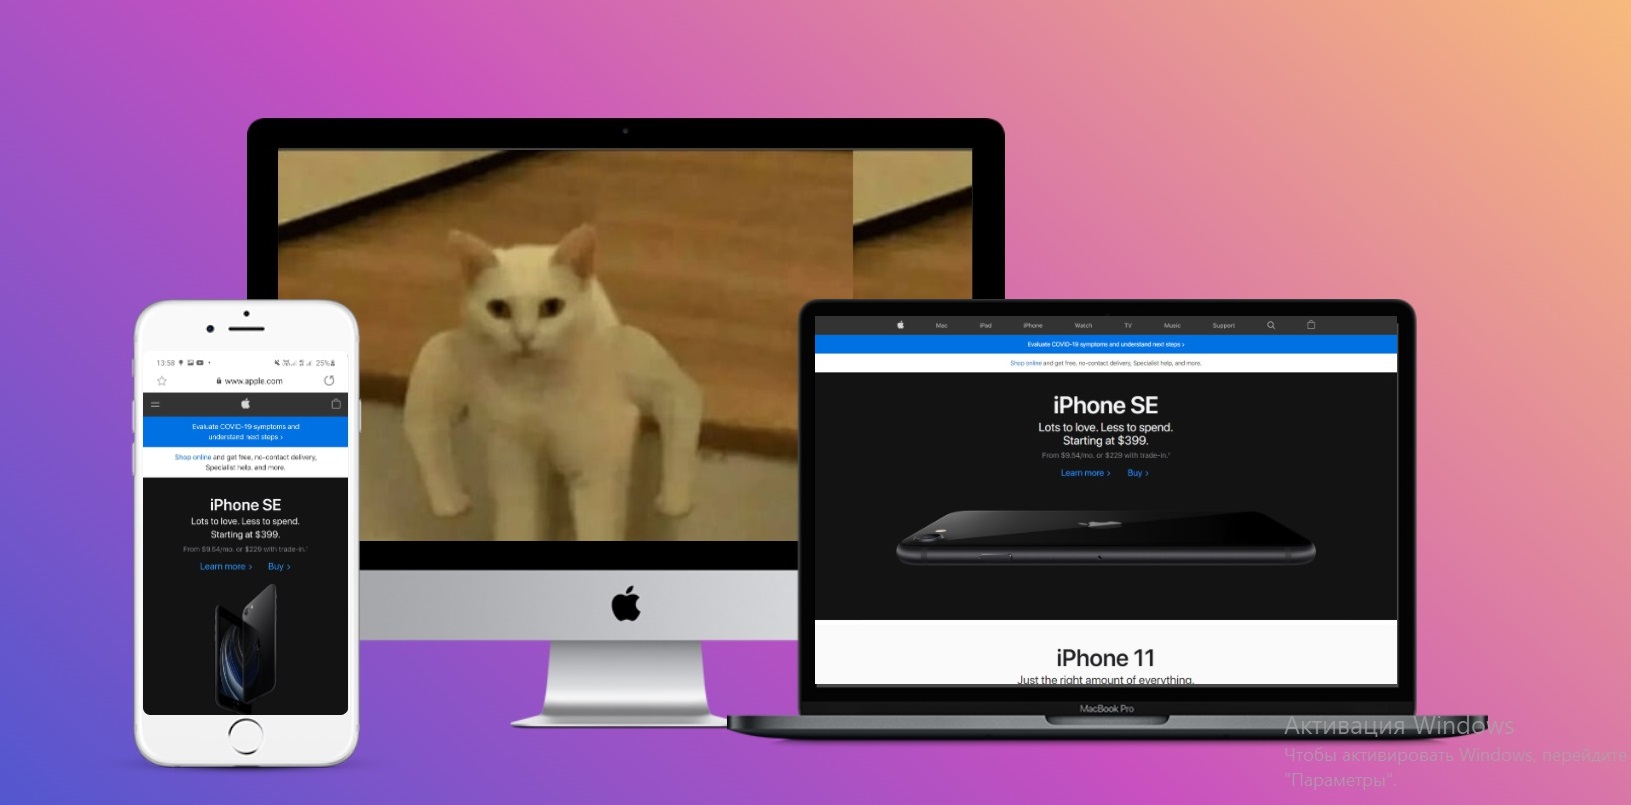 13:58
25%
www.apple.com
Evaluate COVID-19 symptoms and
understand next steps ›
Shop online and get free, no-contact delivery,
Specialist help, and more.
iPhone SE
Lots to love. Less to spend.
Starting at $399.
From $9.54/mo. or $229 with trade-in.
Learn more › Buy ›
Mac iPad iPhone Watch TV Music Support
Evaluate COVID-19 symptoms and understand next steps ›
Shop online and get free, no-contact delivery, Specialist help, and more.
iPhone SE
Lots to love. Less to spend.
Starting at $399.
From $9.54/mo. or $229 with trade-in.
Learn more › Buy ›
iPhone 11
Just the right amount of everything.
MacBook Pro
Активация Windows
Чтобы активировать Windows, перейдите
"Параметры".